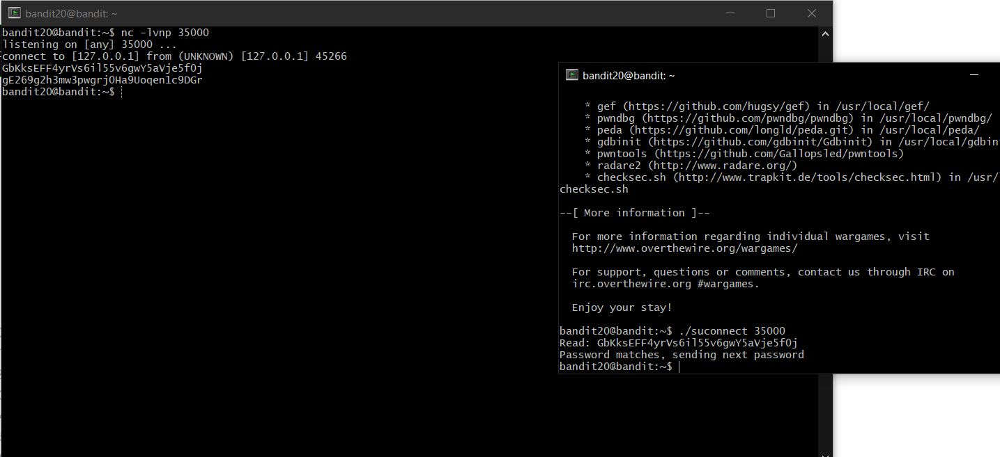 bandit20@bandit: ~
bandit20@bandit:~$ nc -lvnp 35000
listening on [any] 35000 ...
connect to [127.0.0.1] from (UNKNOWN) [127.0.0.1] 45266
GbKksEFF4yrVs6il55v6gwY5aVje5f0j
gE269g2h3mw3pwgrj0Ha9Uoqen1c9DGr
bandit20@bandit:~$
bandit20@bandit: ~
* gef (https://github.com/hugsy/gef) in /usr/local/gef/
* pwndbg (https://github.com/pwndbg/pwndbg) in /usr/local/pwndbg/
* peda (https://github.com/longld/peda.git) in /usr/local/peda/
* gdbinit (https://github.com/gdbinit/Gdbinit) in /usr/local/gdbin
* pwntools (https://github.com/Gallopsled/pwntools)
* radare2 (http://www.radare.org/)
* checksec.sh (http://www.trapkit.de/tools/checksec.html) in /usr/
checksec.sh
--[ More information ]--
For more information regarding individual wargames, visit
http://www.overthewire.org/wargames/
For support, questions or comments, contact us through IRC on
irc.overthewire.org #wargames.
Enjoy your stay!
bandit20@bandit:~$ ./suconnect 35000
Read: GbKksEFF4yrVs6il55v6gwY5aVje5f0j
Password matches, sending next password
bandit20@bandit:~$